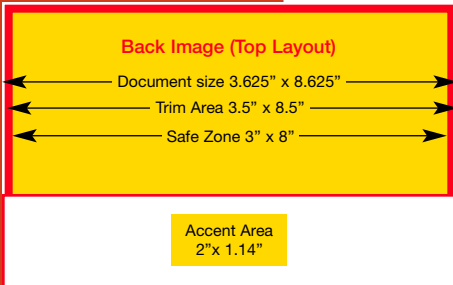 Back Image (Top Layout)
Document size 3.625” x 8.625”
Trim Area 3.5” x 8.5”
Safe Zone 3” x 8”
Accent Area
2”x 1.14”